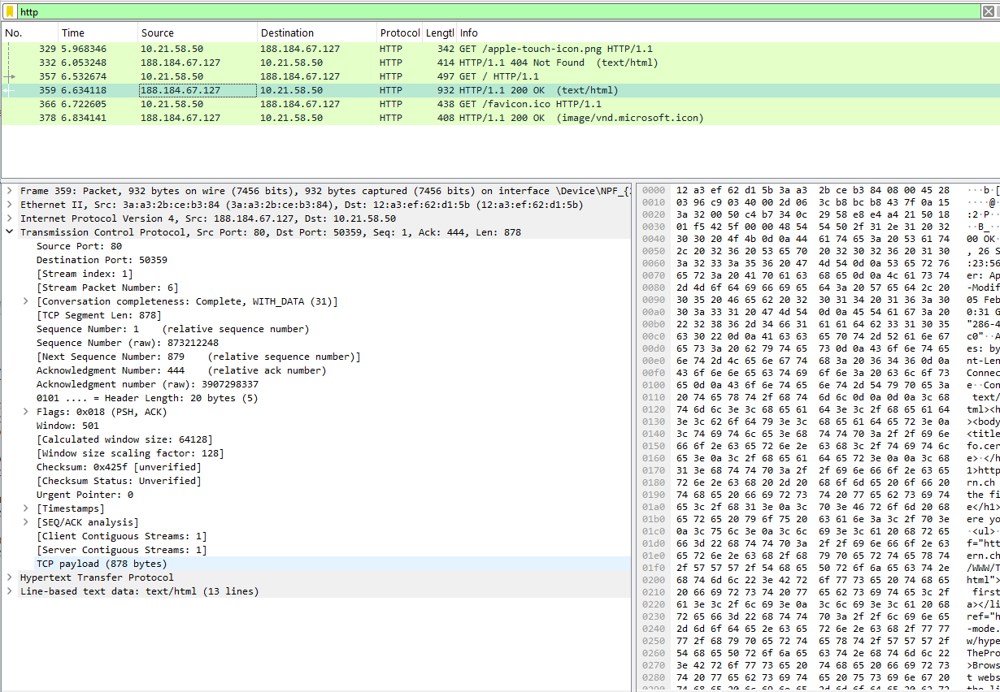 http
No. Time Source Destination Protocol Lengtl Info
329 5.968346 10.21.58.50 188.184.67.127 HTTP 342 GET /apple-touch-icon.png HTTP/1.1
332 6.053248 188.184.67.127 10.21.58.50 HTTP 414 HTTP/1.1 404 Not Found (text/html)
357 6.532674 10.21.58.50 188.184.67.127 HTTP 497 GET / HTTP/1.1
359 6.634118 188.184.67.127 10.21.58.50 HTTP 932 HTTP/1.1 200 OK (text/html)
366 6.722605 10.21.58.50 188.184.67.127 HTTP 438 GET /favicon.ico HTTP/1.1
378 6.834141 188.184.67.127 10.21.58.50 HTTP 408 HTTP/1.1 200 OK (image/vnd.microsoft.icon)
Frame 359: Packet, 932 bytes on wire (7456 bits), 932 bytes captured (7456 bits) on interface \Device\NPF_{
Ethernet II, Src: 3a:a3:2b:ce:b3:84 (3a:a3:2b:ce:b3:84), Dst: 12:a3:ef:62:d1:5b (12:a3:ef:62:d1:5b)
Internet Protocol Version 4, Src: 188.184.67.127, Dst: 10.21.58.50
Transmission Control Protocol, Src Port: 80, Dst Port: 50359, Seq: 1, Ack: 444, Len: 878
Source Port: 80
Destination Port: 50359
[Stream index: 1]
[Stream Packet Number: 6]
[Conversation completeness: Complete, WITH_DATA (31)]
[TCP Segment Len: 878]
Sequence Number: 1 (relative sequence number)
Sequence Number (raw): 873212248
[Next Sequence Number: 879 (relative sequence number)]
Acknowledgment Number: 444 (relative ack number)
Acknowledgment number (raw): 3907298337
0101 .... = Header Length: 20 bytes (5)
Flags: 0x018 (PSH, ACK)
Window: 501
[Calculated window size: 64128]
[Window size scaling factor: 128]
Checksum: 0x425f [unverified]
[Checksum Status: Unverified]
Urgent Pointer: 0
[Timestamps]
[SEQ/ACK analysis]
[Client Contiguous Streams: 1]
[Server Contiguous Streams: 1]
TCP payload (878 bytes)
Hypertext Transfer Protocol
Line-based text data: text/html (13 lines)
0000 12 a3 ef 62 d1 5b 3a a3 2b ce b3 84 08 00 45 28 ···b·[
0010 03 96 c9 03 40 00 2d 06 3c b8 bc b8 43 7f 0a 15 ····@·
0020 3a 32 00 50 c4 b7 34 0c 29 58 e8 e4 a4 21 50 18 :2·P··
0030 01 f5 42 5f 00 00 48 54 54 50 2f 31 2e 31 20 32 ··B_··
0040 30 30 20 4f 4b 0d 0a 44 61 74 65 3a 20 53 61 74 00 OK·
0050 2c 20 32 36 20 53 65 70 20 32 30 32 36 20 31 30 , 26 S
0060 3a 32 33 3a 35 36 20 47 4d 54 0d 0a 53 65 72 76 :23:56
0070 65 72 3a 20 41 70 61 63 68 65 0d 0a 4c 61 73 74 er: Ap
0080 2d 4d 6f 64 69 66 69 65 64 3a 20 57 65 64 2c 20 -Modif
0090 30 35 20 46 65 62 20 32 30 31 34 20 31 36 3a 30 05 Feb
00a0 30 3a 33 31 20 47 4d 54 0d 0a 45 54 61 67 3a 20 0:31 G
00b0 22 32 38 36 2d 34 66 31 61 61 64 62 33 31 30 35 "286-4
00c0 63 30 22 0d 0a 41 63 63 65 70 74 2d 52 61 6e 67 c0"··A
00d0 65 73 3a 20 62 79 74 65 73 0d 0a 43 6f 6e 74 65 es: by
00e0 6e 74 2d 4c 65 6e 67 74 68 3a 20 36 34 36 0d 0a nt-Len
00f0 43 6f 6e 6e 65 63 74 69 6f 6e 3a 20 63 6c 6f 73 Connec
0100 65 0d 0a 43 6f 6e 74 65 6e 74 2d 54 79 70 65 3a e··Con
0110 20 74 65 78 74 2f 68 74 6d 6c 0d 0a 0d 0a 3c 68 text/
0120 74 6d 6c 3e 3c 68 65 61 64 3e 3c 2f 68 65 61 64 tml><h
0130 3e 3c 62 6f 64 79 3e 3c 68 65 61 64 65 72 3e 0a ><body
0140 3c 74 69 74 6c 65 3e 68 74 74 70 3a 2f 2f 69 6e <title
0150 66 6f 2e 63 65 72 6e 2e 63 68 3c 2f 74 69 74 6c fo.cer
0160 65 3e 0a 3c 2f 68 65 61 64 65 72 3e 0a 0a 3c 68 e>·</h
0170 31 3e 68 74 74 70 3a 2f 2f 69 6e 66 6f 2e 63 65 1>http
0180 72 6e 2e 63 68 20 2d 20 68 6f 6d 65 20 6f 66 20 rn.ch
0190 74 68 65 20 66 69 72 73 74 20 77 65 62 73 69 74 the fi
01a0 65 3c 2f 68 31 3e 0a 3c 70 3e 46 72 6f 6d 20 68 e</h1>
01b0 65 72 65 20 79 6f 75 20 63 61 6e 3a 3c 2f 70 3e ere yo
01c0 0a 3c 75 6c 3e 0a 3c 6c 69 3e 3c 61 20 68 72 65 ·<ul>·
01d0 66 3d 22 68 74 74 70 3a 2f 2f 69 6e 66 6f 2e 63 f="htt
01e0 65 72 6e 2e 63 68 2f 68 79 70 65 72 74 65 78 74 ern.ch
01f0 2f 57 57 57 2f 54 68 65 50 72 6f 6a 65 63 74 2e /WWW/T
0200 68 74 6d 6c 22 3e 42 72 6f 77 73 65 20 74 68 65 html">
0210 20 66 69 72 73 74 20 77 65 62 73 69 74 65 3c 2f first
0220 61 3e 3c 2f 6c 69 3e 0a 3c 6c 69 3e 3c 61 20 68 a></li
0230 72 65 66 3d 22 68 74 74 70 3a 2f 2f 6c 69 6e 65 ref="h
0240 2d 6d 6f 64 65 2e 63 65 72 6e 2e 63 68 2f 77 77 -mode.
0250 77 2f 68 79 70 65 72 74 65 78 74 2f 57 57 57 2f w/hype
0260 54 68 65 50 72 6f 6a 65 63 74 2e 68 74 6d 6c 22 ThePro
0270 3e 42 72 6f 77 73 65 20 74 68 65 20 66 69 72 73 >Brows
0280 74 20 77 65 62 73 69 74 65 20 75 73 69 6e 67 20 t webs
0290 74 68 65 20 6c 69 6e 65 2d 6d 6f 64 65 20 62 72 the li